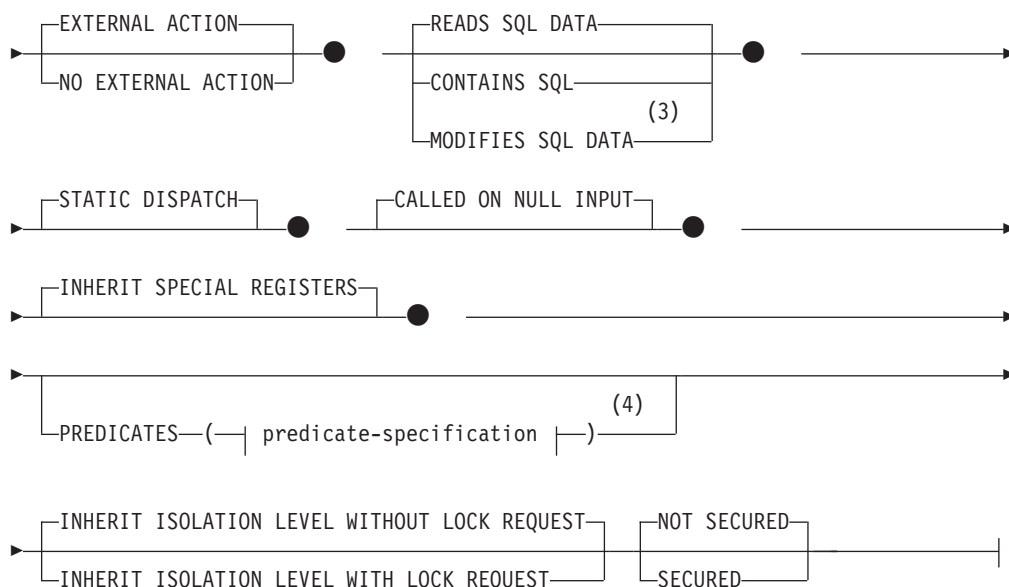 EXTERNAL ACTION
NO EXTERNAL ACTION
READS SQL DATA
CONTAINS SQL
(3)
MODIFIES SQL DATA
STATIC DISPATCH
CALLED ON NULL INPUT
INHERIT SPECIAL REGISTERS
(4)
PREDICATES ( predicate-specification )
INHERIT ISOLATION LEVEL WITHOUT LOCK REQUEST
NOT SECURED
INHERIT ISOLATION LEVEL WITH LOCK REQUEST
SECURED